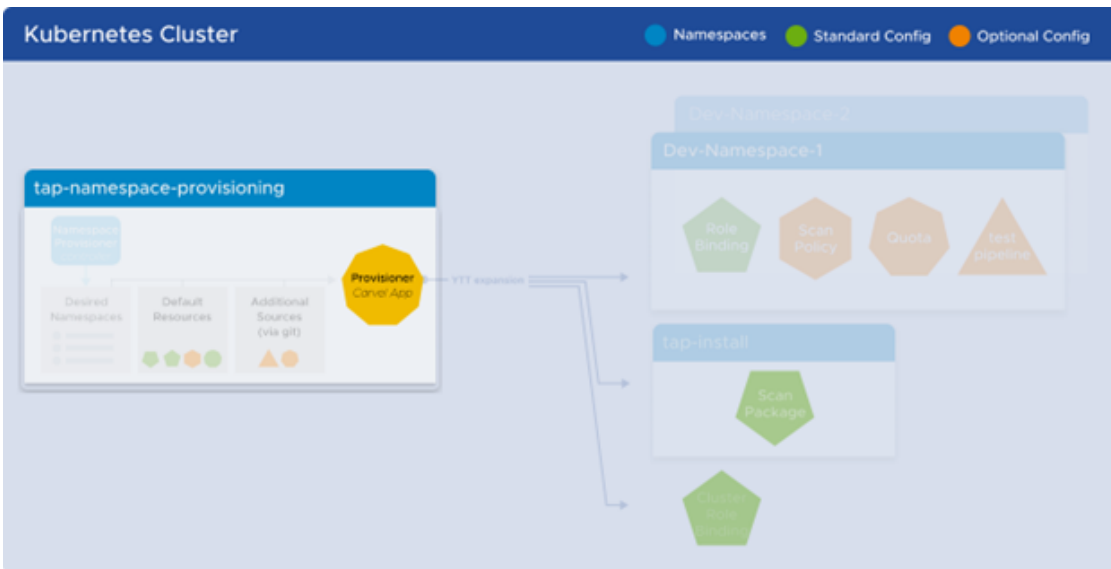 Kubernetes Cluster
Namespaces
Standard Config
Optional Config
tap-namespace-provisioning
Namespace
Provisioner
Desired
Namespaces
Default
Resources
Additional
Sources
(via git)
Provisioner
Carvel App
YTT expansion
Dev-Namespace-2
Dev-Namespace-1
Role
Binding
Scan
Policy
Quota
test
pipeline
tap-install
Scan
Package
Cluster
Role
Binding